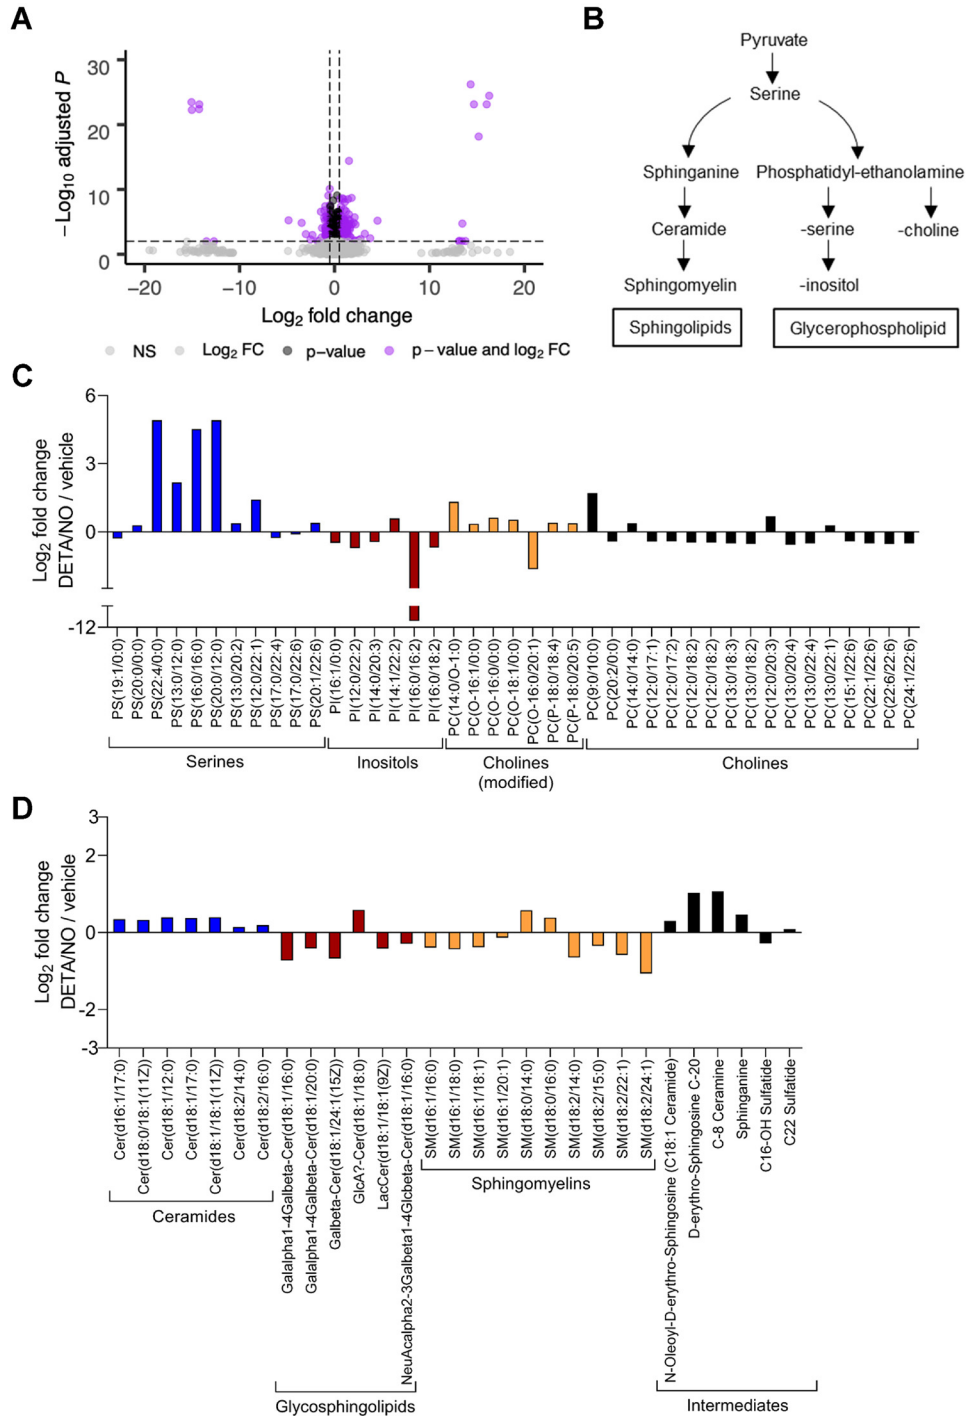 A
B
−Log10 adjusted P
30
20
10
0
−20
−10
0
10
20
Log2 fold change
NS
Log2 FC
p−value
p − value and log2 FC
Pyruvate
Serine
Sphinganine
Phosphatidyl-ethanolamine
Ceramide
-serine
-choline
Sphingomyelin
-inositol
Sphingolipids
Glycerophospholipid
C
Log2 fold change
DETA/NO / vehicle
6
3
0
-12
PS(19:1/0:0)
PS(20:0/0:0)
PS(22:4/0:0)
PS(13:0/12:0)
PS(16:0/16:0)
PS(20:0/12:0)
PS(13:0/20:2)
PS(12:0/22:1)
PS(17:0/22:4)
PS(17:0/22:6)
PS(20:1/22:6)
PI(16:1/0:0)
PI(12:0/22:2)
PI(14:0/20:3)
PI(14:1/22:2)
PI(16:0/16:2)
PI(16:0/18:2)
PC(14:0/O-1:0)
PC(O-16:1/0:0)
PC(O-16:0/0:0)
PC(O-18:1/0:0)
PC(O-16:0/20:1)
PC(P-18:0/18:4)
PC(P-18:0/20:5)
PC(9:0/10:0)
PC(20:2/0:0)
PC(14:0/14:0)
PC(12:0/17:1)
PC(12:0/17:2)
PC(12:0/18:2)
PC(12:0/18:2)
PC(13:0/18:3)
PC(13:0/18:2)
PC(12:0/20:3)
PC(13:0/20:4)
PC(13:0/22:4)
PC(13:0/22:1)
PC(15:1/22:6)
PC(22:1/22:6)
PC(22:6/22:6)
PC(24:1/22:6)
Serines
Inositols
Cholines
(modified)
Cholines
D
Log2 fold change
DETA/NO / vehicle
3
2
0
-2
-3
Cer(d16:1/17:0)
Cer(d18:0/18:1(11Z))
Cer(d18:1/12:0)
Cer(d18:1/17:0)
Cer(d18:1/18:1(11Z))
Cer(d18:2/14:0)
Cer(d18:2/16:0)
Galalpha1-4Galbeta-Cer(d18:1/16:0)
Galalpha1-4Galbeta-Cer(d18:1/20:0)
Galbeta-Cer(d18:1/24:1(15Z))
GlcA?-Cer(d18:1/18:0)
LacCer(d18:1/18:1(9Z))
NeuAcalpha2-3Galbeta1-4Glcbeta-Cer(d18:1/16:0)
SM(d16:1/16:0)
SM(d16:1/18:0)
SM(d16:1/18:1)
SM(d16:1/20:1)
SM(d18:0/14:0)
SM(d18:0/16:0)
SM(d18:2/14:0)
SM(d18:2/15:0)
SM(d18:2/22:1)
SM(d18:2/24:1)
N-Oleoyl-D-erythro-Sphingosine (C18:1 Ceramide)
D-erythro-Sphingosine C-20
C-8 Ceramine
Sphinganine
C16-OH Sulfatide
C22 Sulfatide
Ceramides
Sphingomyelins
Glycosphingolipids
Intermediates